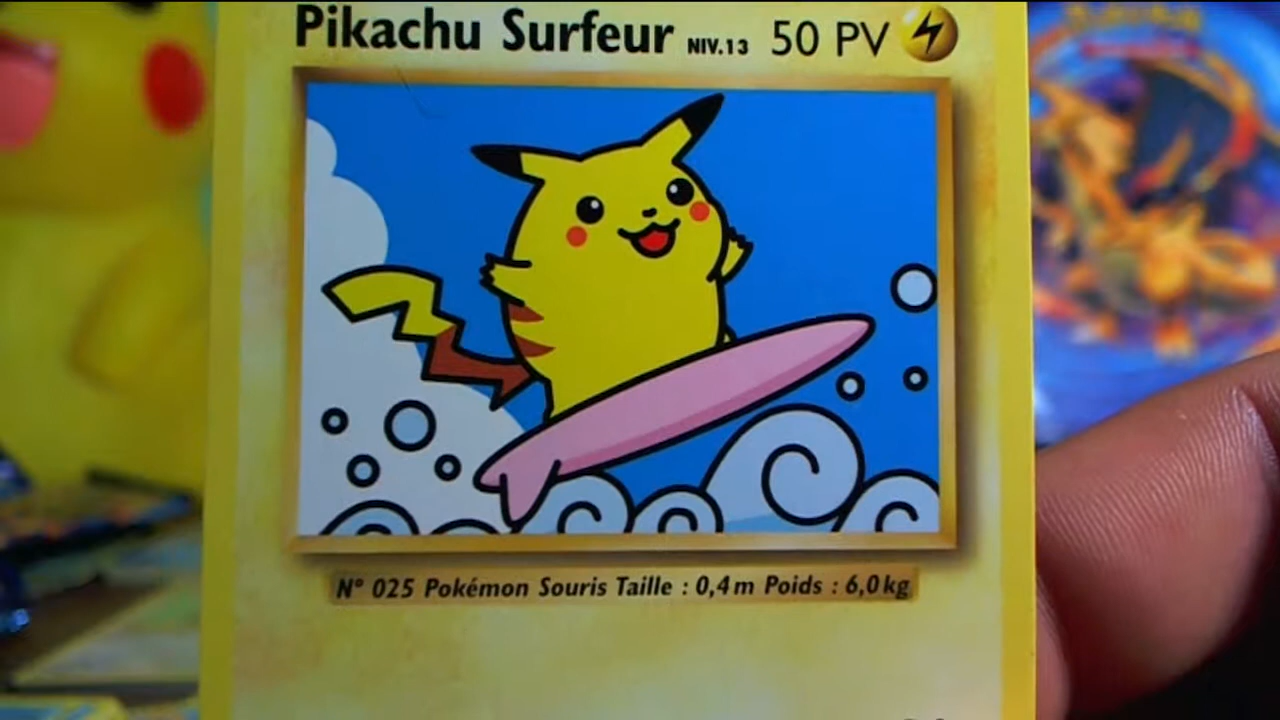 Pikachu Surfeur NIV.13 50 PV
N° 025 Pokémon Souris Taille : 0,4 m Poids : 6,0 kg